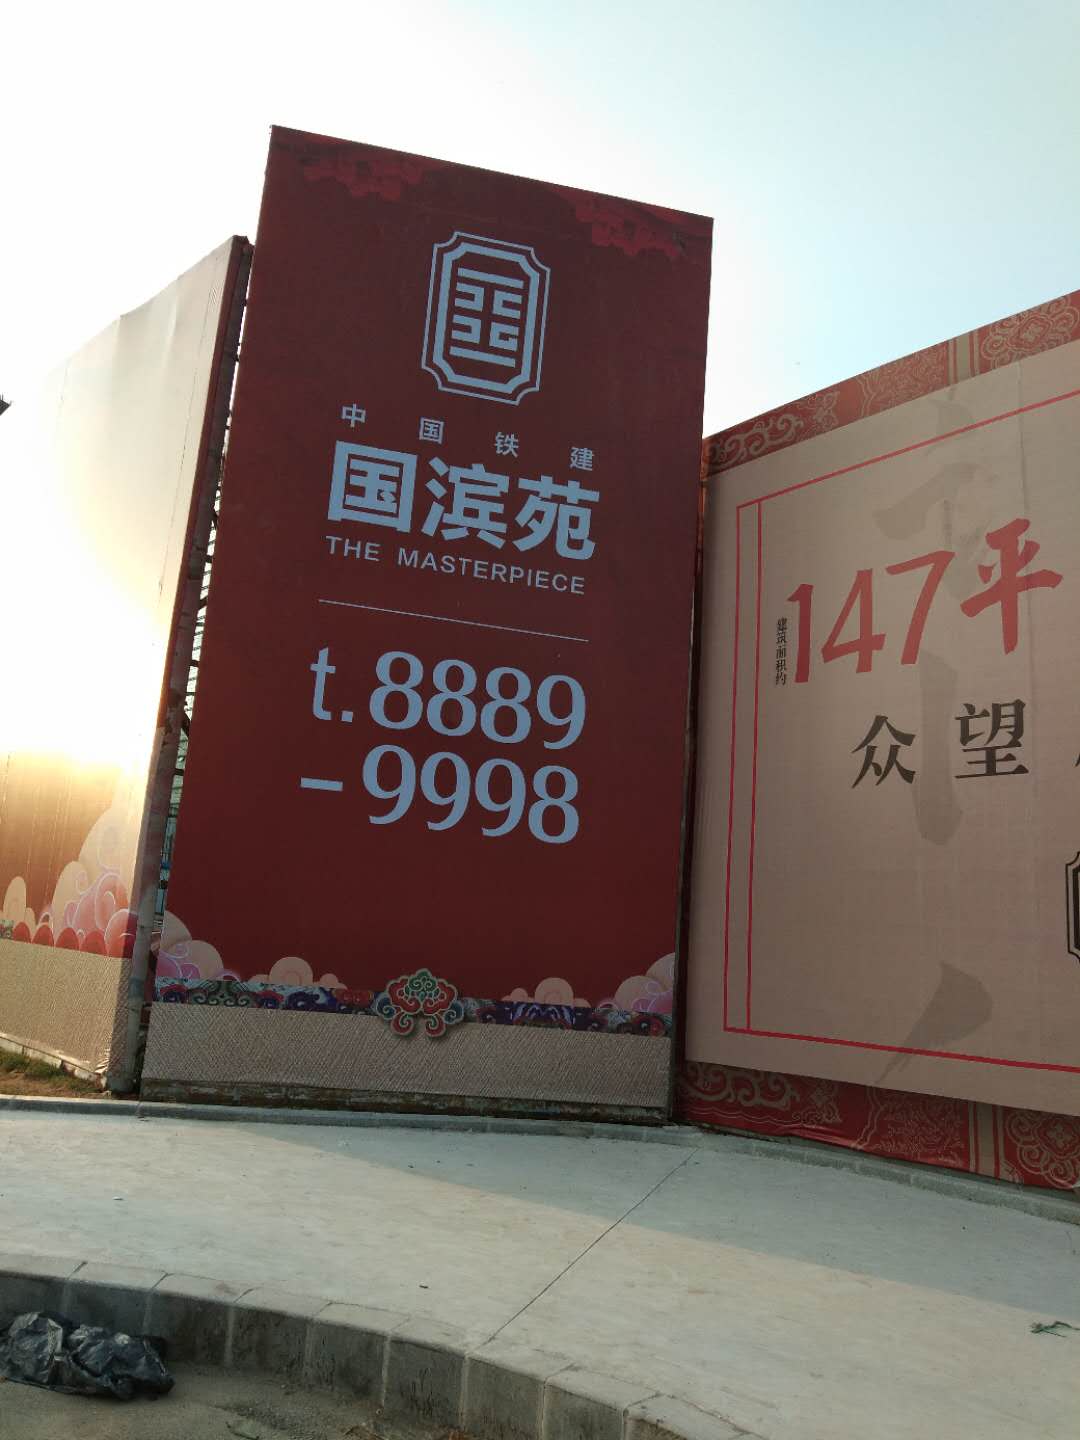 中国铁建
国滨苑
THE MASTERPIECE
t.8889
-9998
建筑面积约
147平
众望